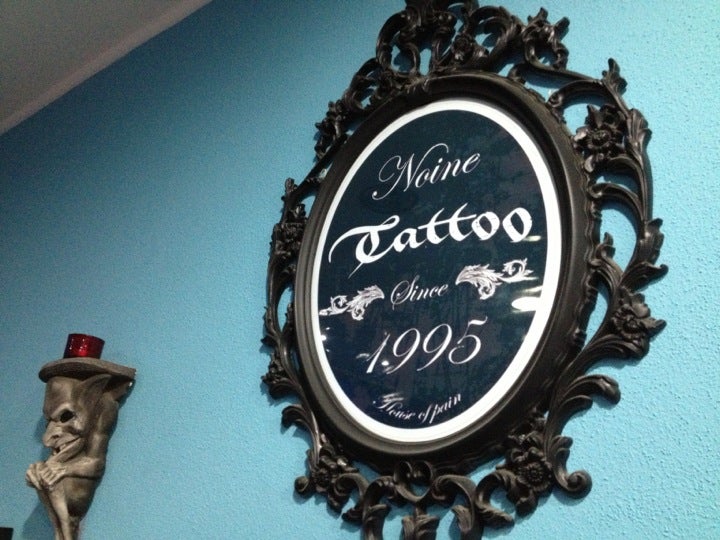 Noine
Tattoo
Since
1995
House of pain